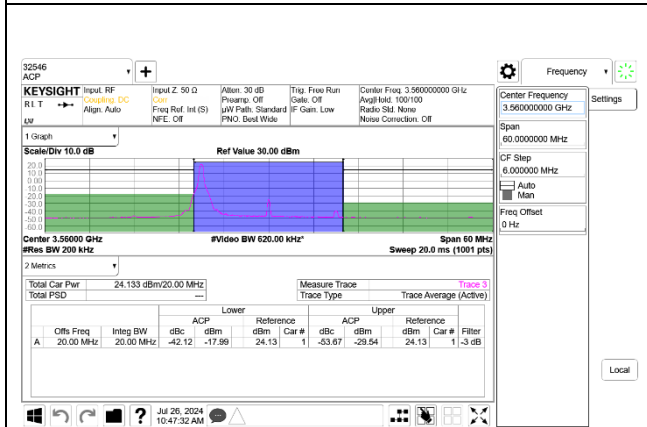 32546
ACP
Frequency
KEYSIGHT Input: RF Input Z: 50 Ω Atten: 30 dB Trig: Free Run Center Freq: 3.560000000 GHz
R L T Coupling: DC Corr Preamp: Off Gate: Off Avg|Hold: 100/100
Align: Auto Freq Ref: Int (S) µW Path: Standard IF Gain: Low Radio Std: None
NFE: Off PNO: Best Wide Noise Correction: Off
Center Frequency
3.560000000 GHz
Settings
Span
60.0000000 MHz
CF Step
6.000000 MHz
Auto
Man
Freq Offset
0 Hz
1 Graph
Scale/Div 10.0 dB Ref Value 30.00 dBm
20.0
10.0
0.00
-10.0
-20.0
-30.0
-40.0
-50.0
-60.0
Center 3.56000 GHz #Video BW 620.00 kHz* Span 60 MHz
#Res BW 200 kHz Sweep 20.0 ms (1001 pts)
2 Metrics
Total Car Pwr 24.133 dBm/20.00 MHz Measure Trace Trace 3
Total PSD --- Trace Type Trace Average (Active)
Lower Upper
ACP Reference ACP Reference
Offs Freq Integ BW dBc dBm dBm Car # dBc dBm dBm Car # Filter
A 20.00 MHz 20.00 MHz -42.12 -17.99 24.13 1 -53.67 -29.54 24.13 1 -3 dB
Local
Jul 26, 2024
10:47:32 AM